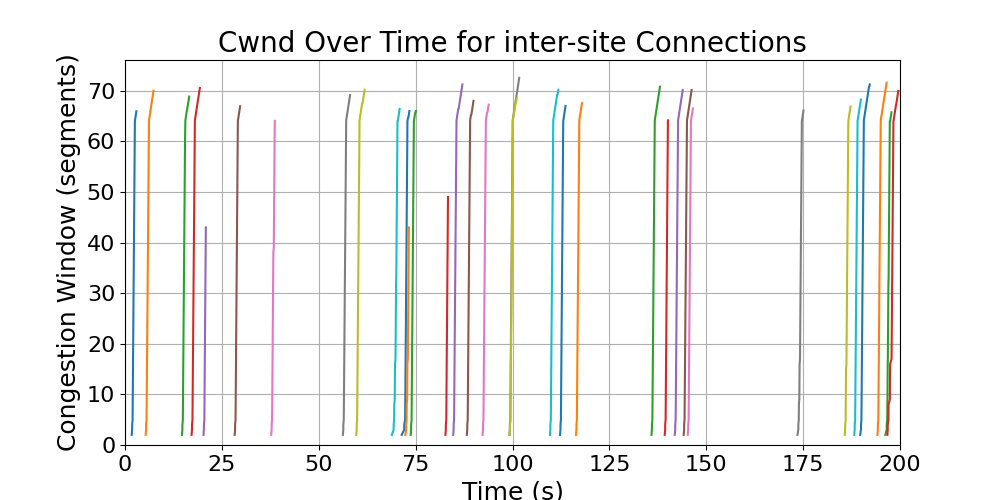 Cwnd Over Time for inter-site Connections
Congestion Window (segments)
70
60
50
40
30
20
10
0
0 25 50 75 100 125 150 175 200
Time (s)